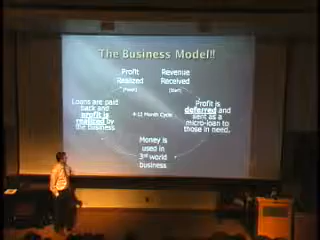 The Business Model!!
Profit
Realized
(Finish)
Revenue
Received
(Start)
Loans are paid
back and
profit is
realized by
the business
4-12 Month Cycle
Profit is
deferred and
sent as a
micro-loan to
those in need.
Money is
used in
3rd world
business